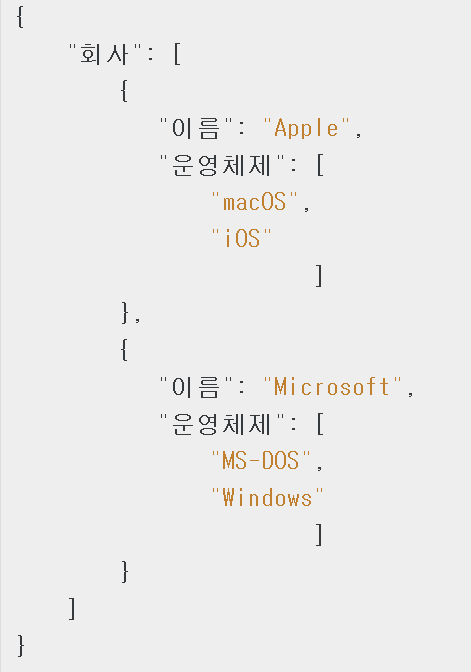 {
    "회사": [
        {
           "이름": "Apple",
           "운영체제": [
               "macOS",
               "iOS"
                       ]
        },
        {
           "이름": "Microsoft",
           "운영체제": [
               "MS-DOS",
               "Windows"
                       ]
        }
    ]
}